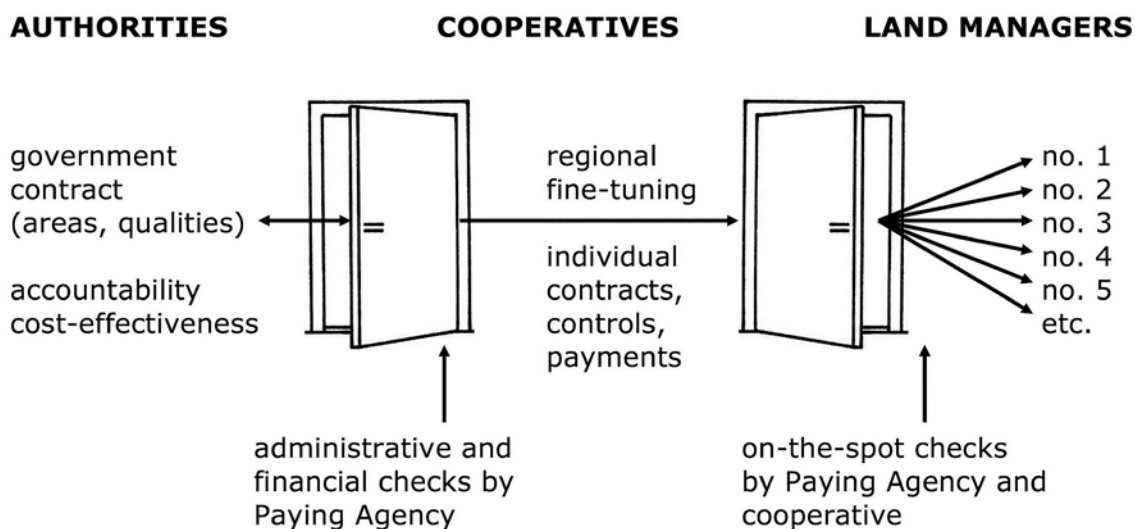 AUTHORITIES
COOPERATIVES
LAND MANAGERS
government
contract
(areas, qualities)
accountability
cost-effectiveness
regional
fine-tuning
individual
contracts,
controls,
payments
no. 1
no. 2
no. 3
no. 4
no. 5
etc.
administrative and
financial checks by
Paying Agency
on-the-spot checks
by Paying Agency and
cooperative